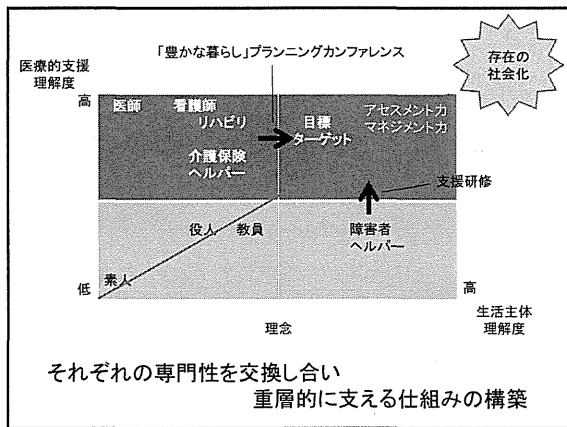 「豊かな暮らし」プランニングカンファレンス
医療的支援
理解度
存在の
社会化
高
医師
看護師
リハビリ
目標
ターゲット
アセスメント力
マネジメント力
介護保険
ヘルパー
支援研修
役人
教員
障害者
ヘルパー
素人
低
高
理念
生活主体
理解度
それぞれの専門性を交換し合い
重層的に支える仕組みの構築